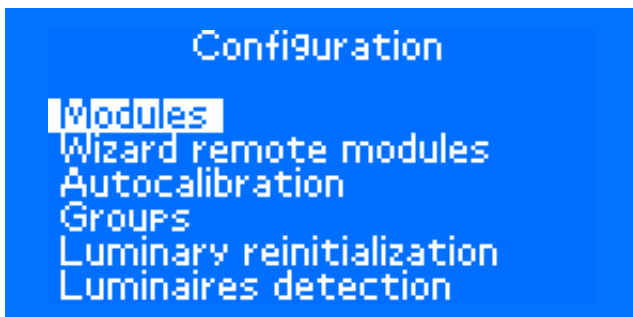 Configuration
Modules
Wizard remote modules
Autocalibration
Groups
Luminary reinitialization
Luminaires detection